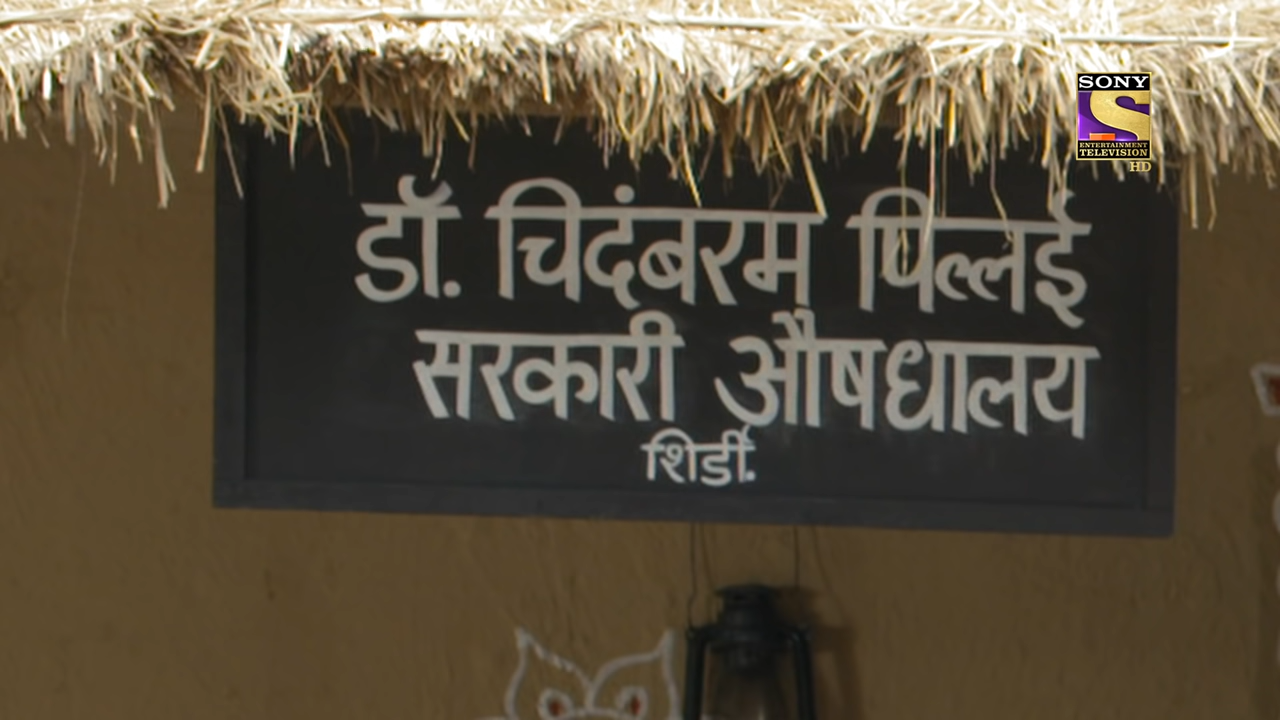 डॉ. चिदंबरम पिल्लई
सरकारी औषधालय
शिर्डी.
SONY
ENTERTAINMENT
TELEVISION
HD